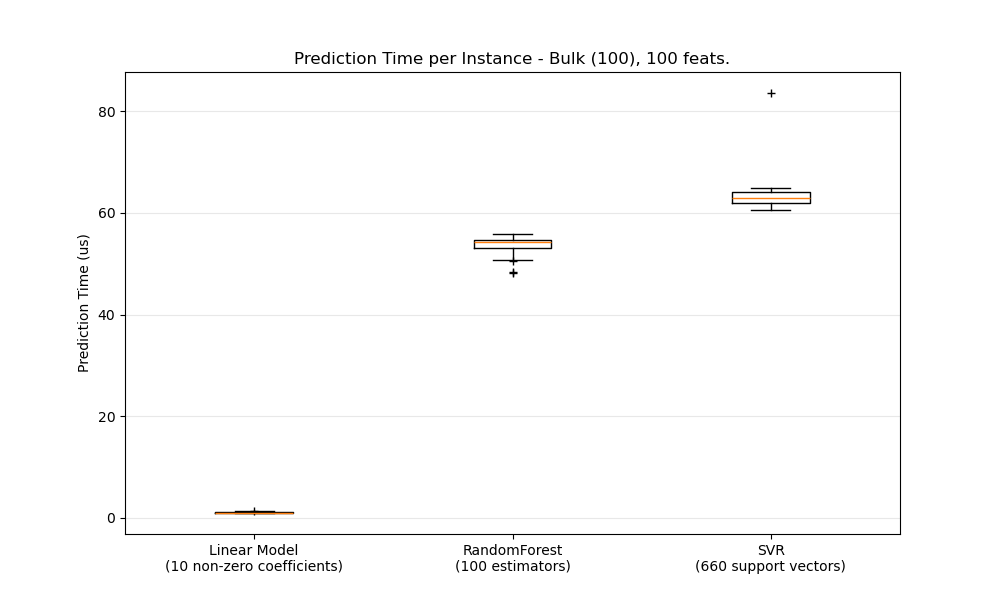 Prediction Time per Instance - Bulk (100), 100 feats.
Prediction Time (us)
80
60
40
20
0
Linear Model
(10 non-zero coefficients)
RandomForest
(100 estimators)
SVR
(660 support vectors)